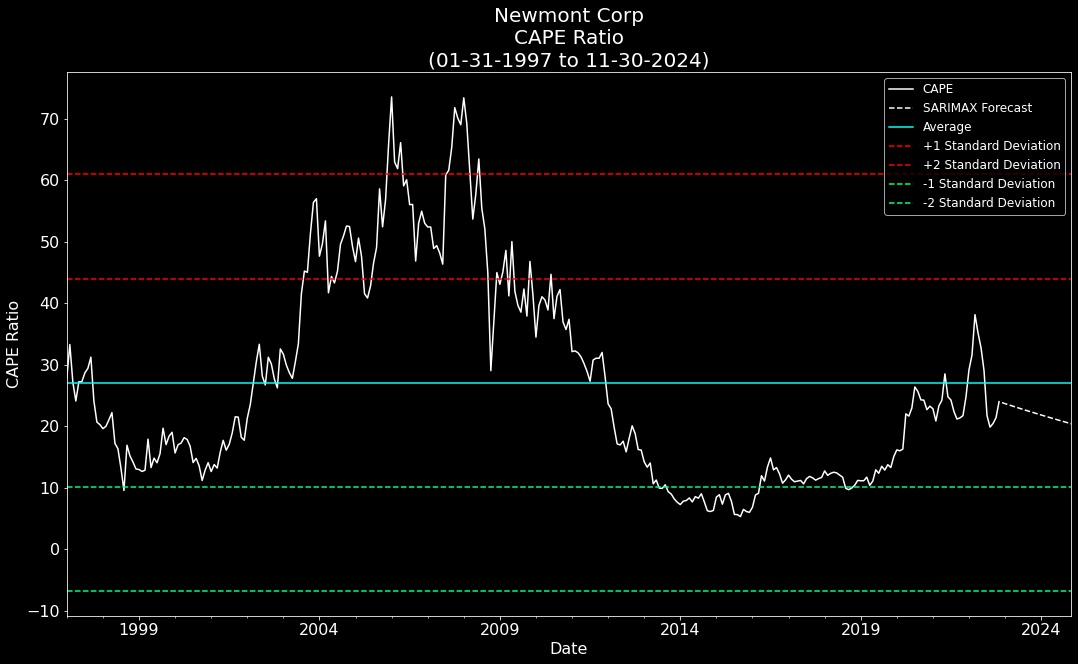 Newmont Corp
CAPE Ratio
(01-31-1997 to 11-30-2024)
CAPE
SARIMAX Forecast
Average
+1 Standard Deviation
+2 Standard Deviation
-1 Standard Deviation
-2 Standard Deviation
CAPE Ratio
70
60
50
40
30
20
10
0
−10
1999
2004
2009
2014
2019
2024
Date